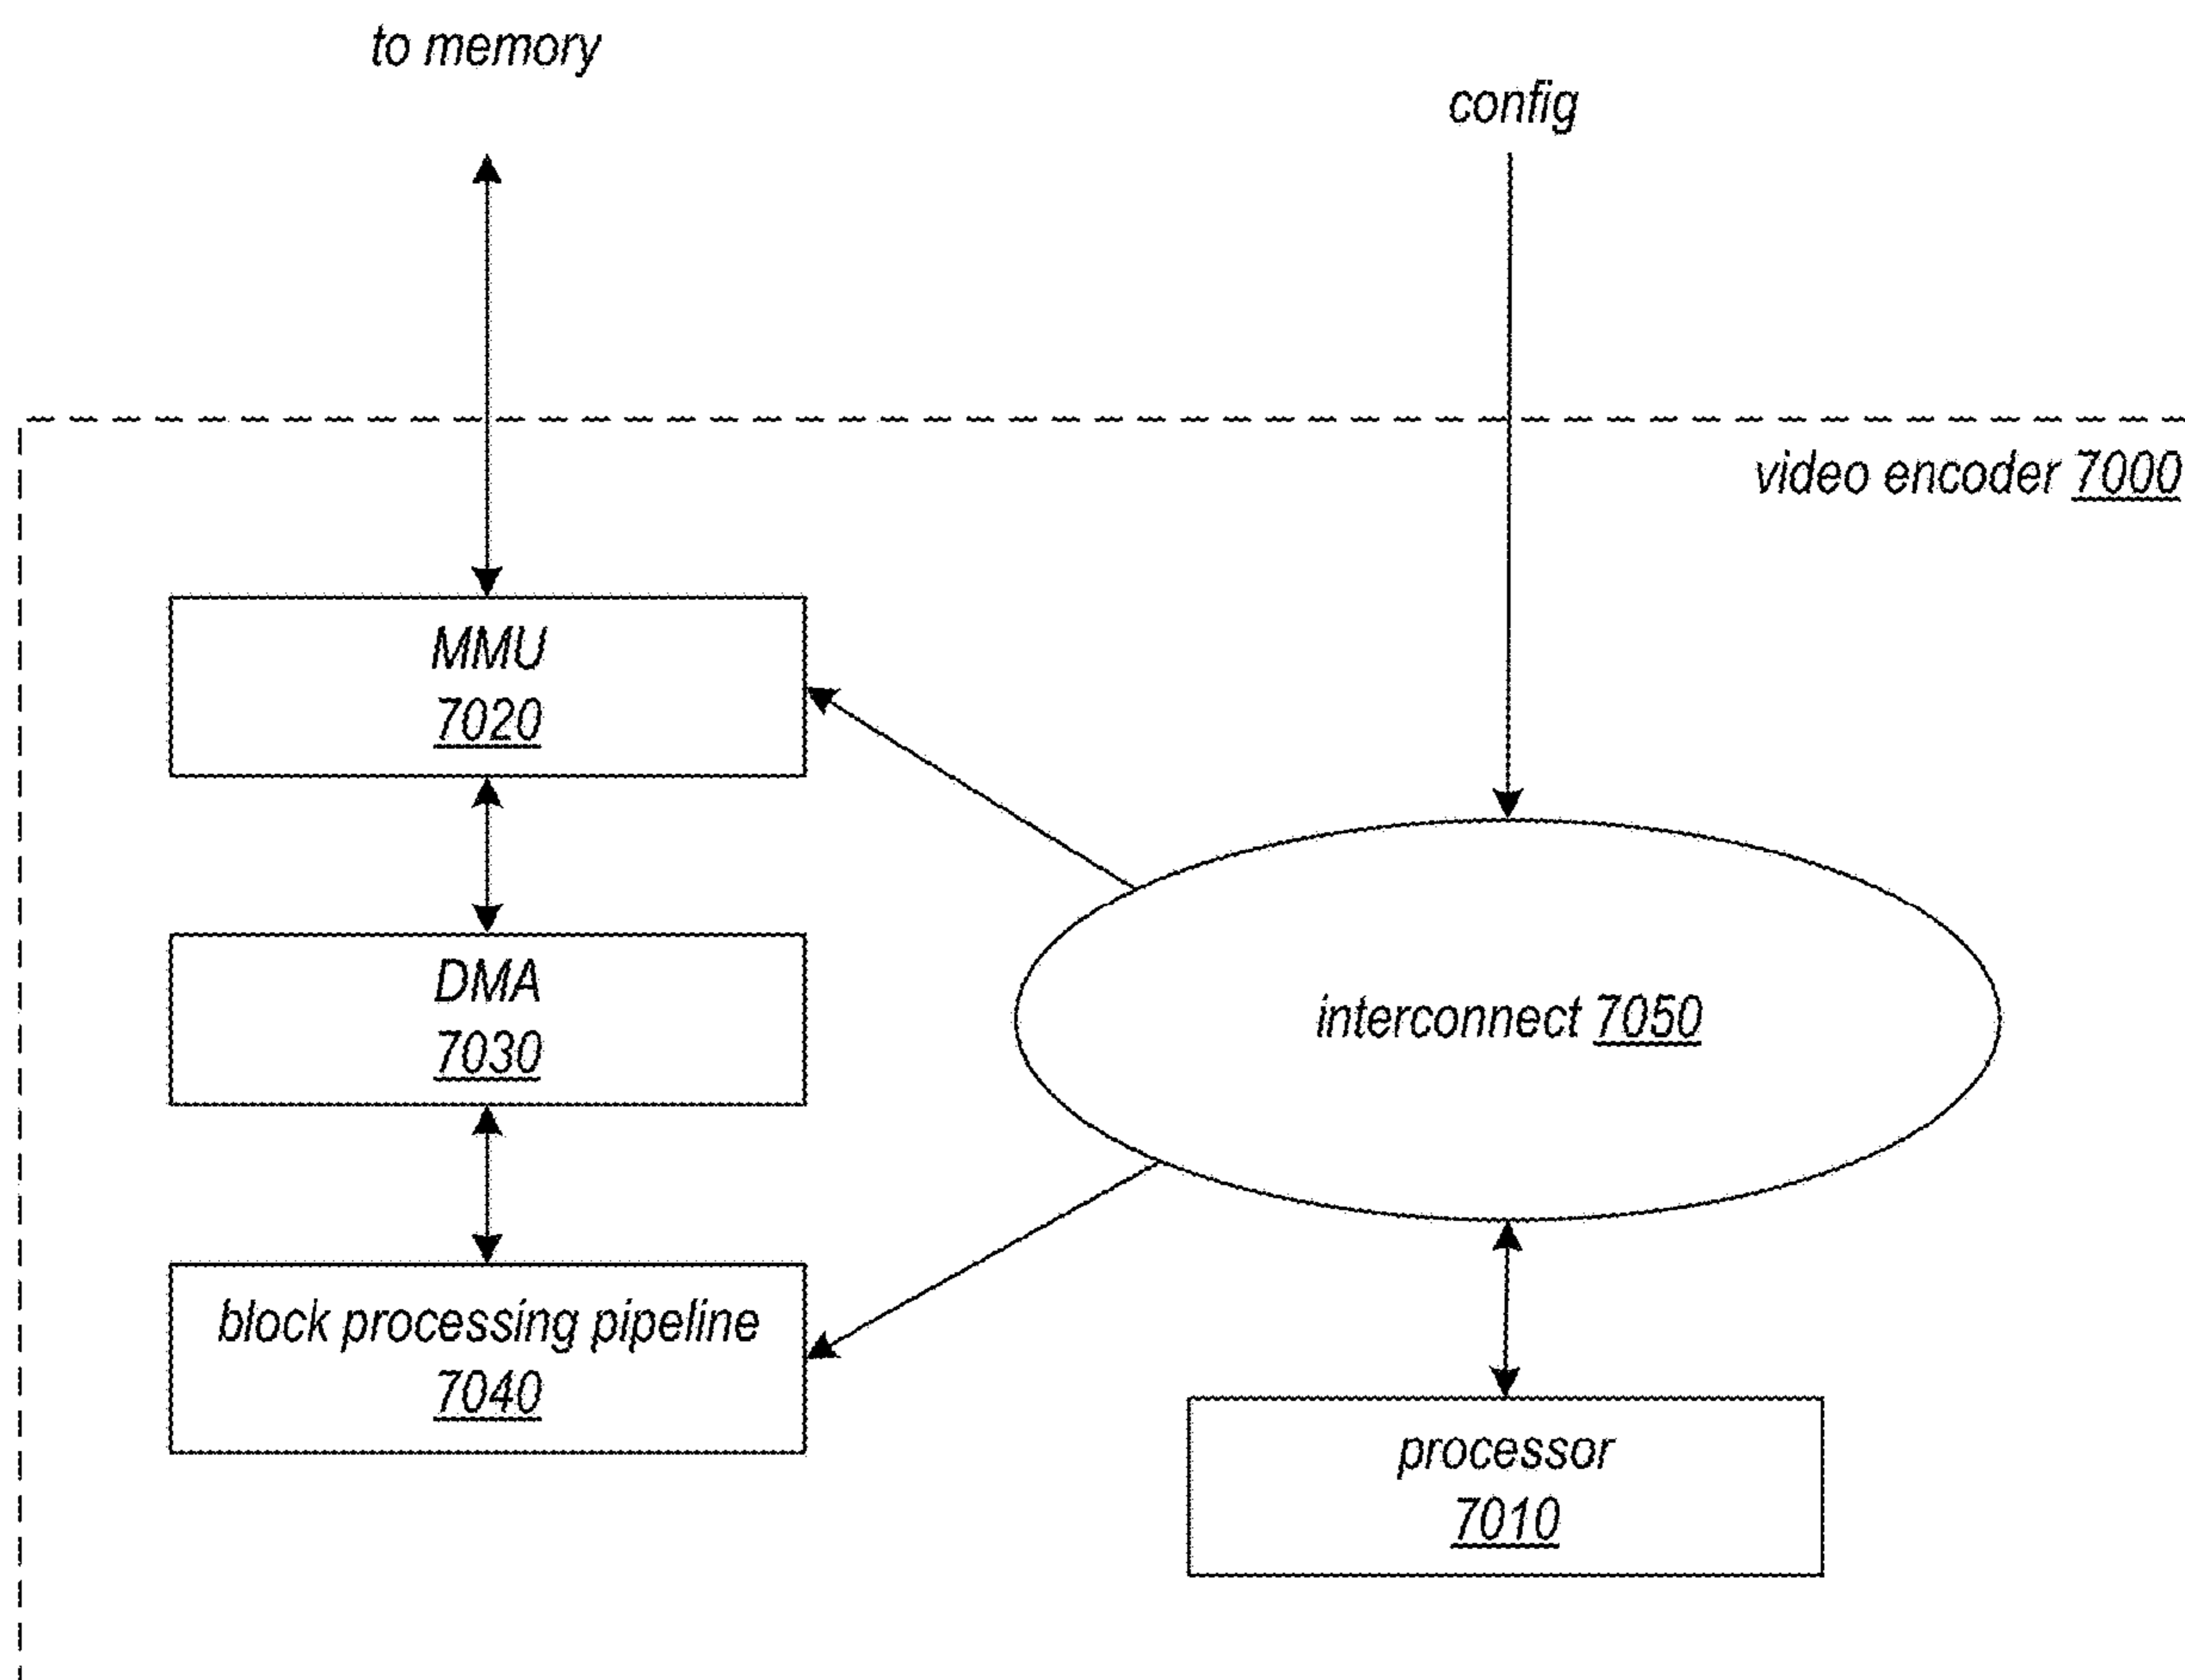 to memory
config
video encoder 7000
MMU
7020
DMA
7030
interconnect 7050
block processing pipeline
7040
processor
7010